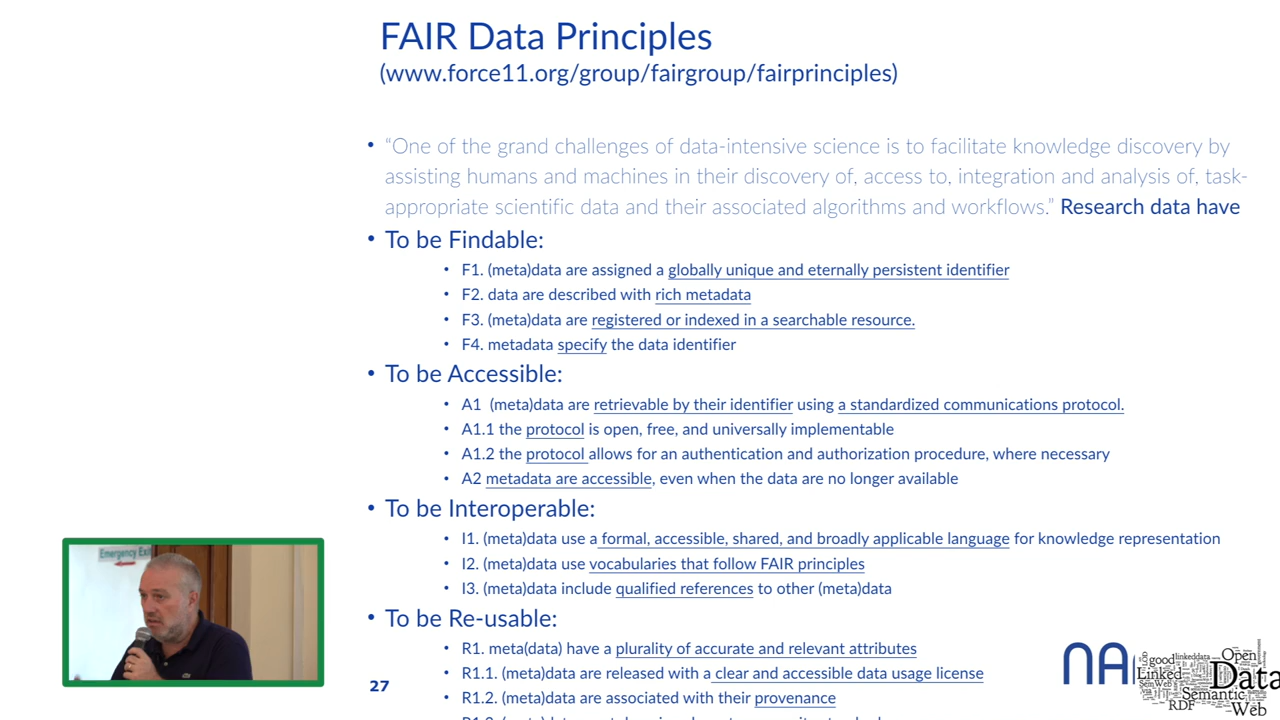 FAIR Data Principles
(www.force11.org/group/fairgroup/fairprinciples)
• “One of the grand challenges of data-intensive science is to facilitate knowledge discovery by
assisting humans and machines in their discovery of, access to, integration and analysis of, task-
appropriate scientific data and their associated algorithms and workflows.” Research data have
• To be Findable:
• F1. (meta)data are assigned a globally unique and eternally persistent identifier
• F2. data are described with rich metadata
• F3. (meta)data are registered or indexed in a searchable resource.
• F4. metadata specify the data identifier
• To be Accessible:
• A1 (meta)data are retrievable by their identifier using a standardized communications protocol.
• A1.1 the protocol is open, free, and universally implementable
• A1.2 the protocol allows for an authentication and authorization procedure, where necessary
• A2 metadata are accessible, even when the data are no longer available
• To be Interoperable:
• I1. (meta)data use a formal, accessible, shared, and broadly applicable language for knowledge representation
• I2. (meta)data use vocabularies that follow FAIR principles
• I3. (meta)data include qualified references to other (meta)data
• To be Re-usable:
• R1. meta(data) have a plurality of accurate and relevant attributes
• R1.1. (meta)data are released with a clear and accessible data usage license
• R1.2. (meta)data are associated with their provenance
27
Emergency Exit
NA
good linkeddata Open
Linked Data
Semantic
RDF Web